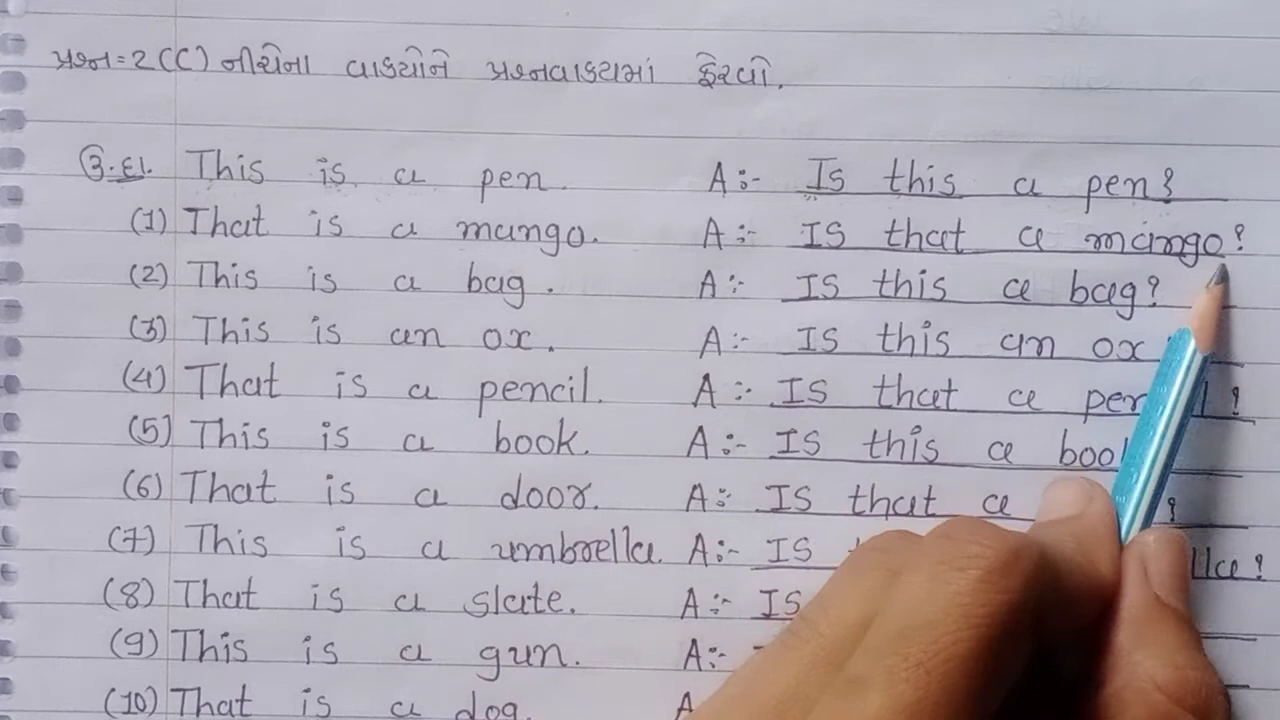 પ્રશ્ન=૨(C) નીચેના વાક્યોને પ્રશ્નવાક્યમાં ફેરવો.
ઉ.દા. This is a pen. A:- Is this a pen?
(1) That is a mango. A:- IS that a mango?
(2) This is a bag. A:- IS this a bag?
(3) This is an ox. A:- IS this an ox
(4) That is a pencil. A:- IS that a ?
(5) This is a book. A:- IS this a
(6) That is a door. A:- IS that a ?
(7) This is a umbrella. A:- IS ?
(8) That is a slate. A:- IS
(9) This is a gun. A:-
(10) That is a dog. A